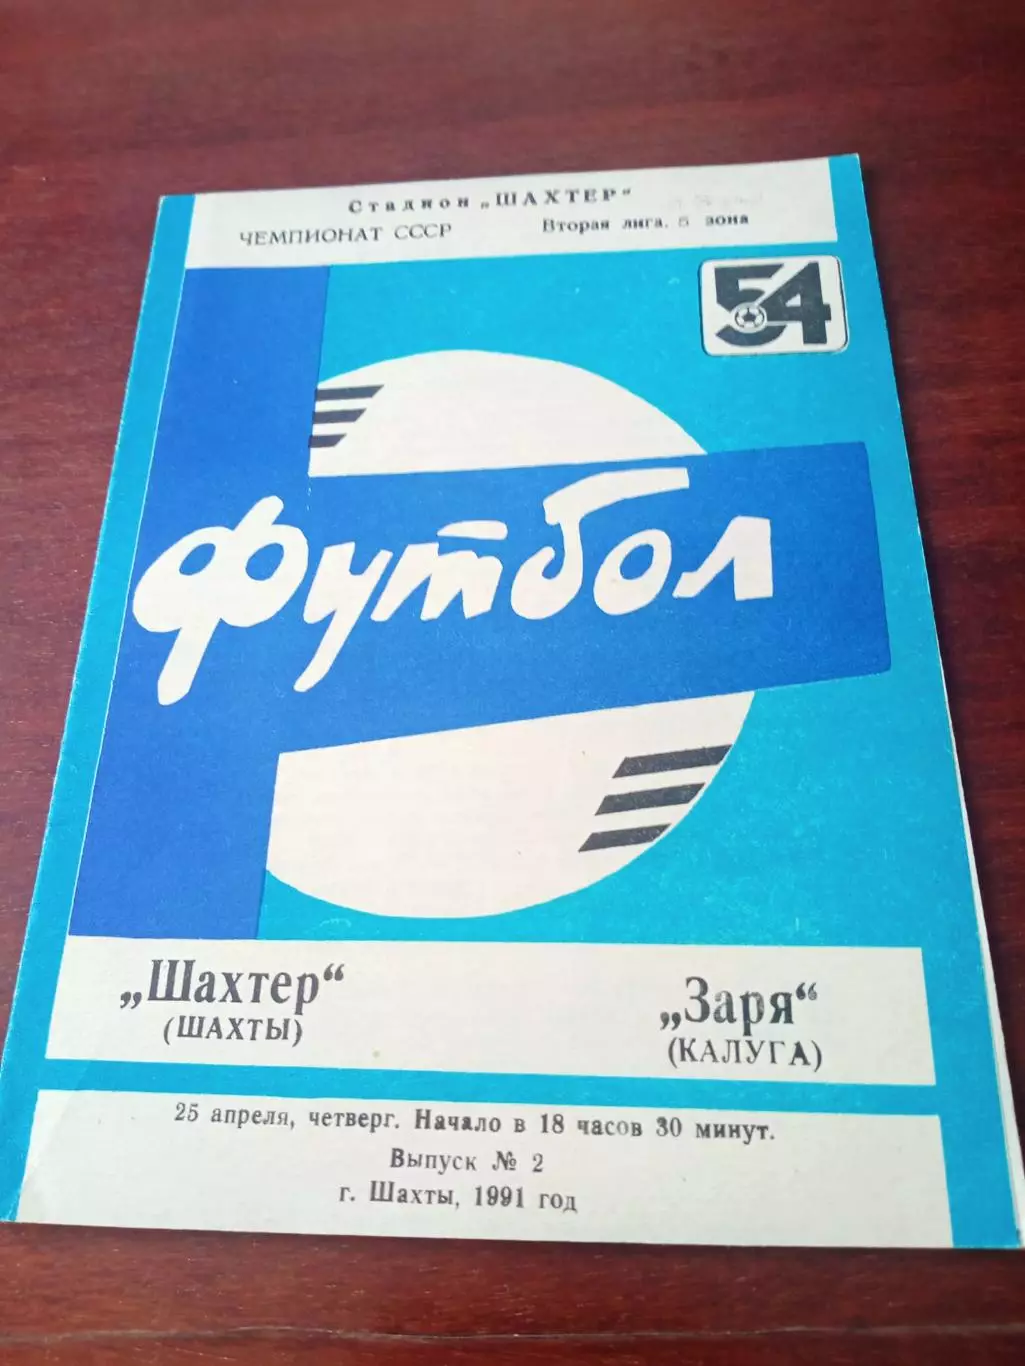 Стадион „ШАХТЕР"
ЧЕМПИОНАТ СССР
Вторая лига. 5 зона
54
Футбол
„Шахтер“
(ШАХТЫ)
„Заря“
(КАЛУГА)
25 апреля, четверг. Начало в 18 часов 30 минут.
Выпуск № 2
г. Шахты, 1991 год